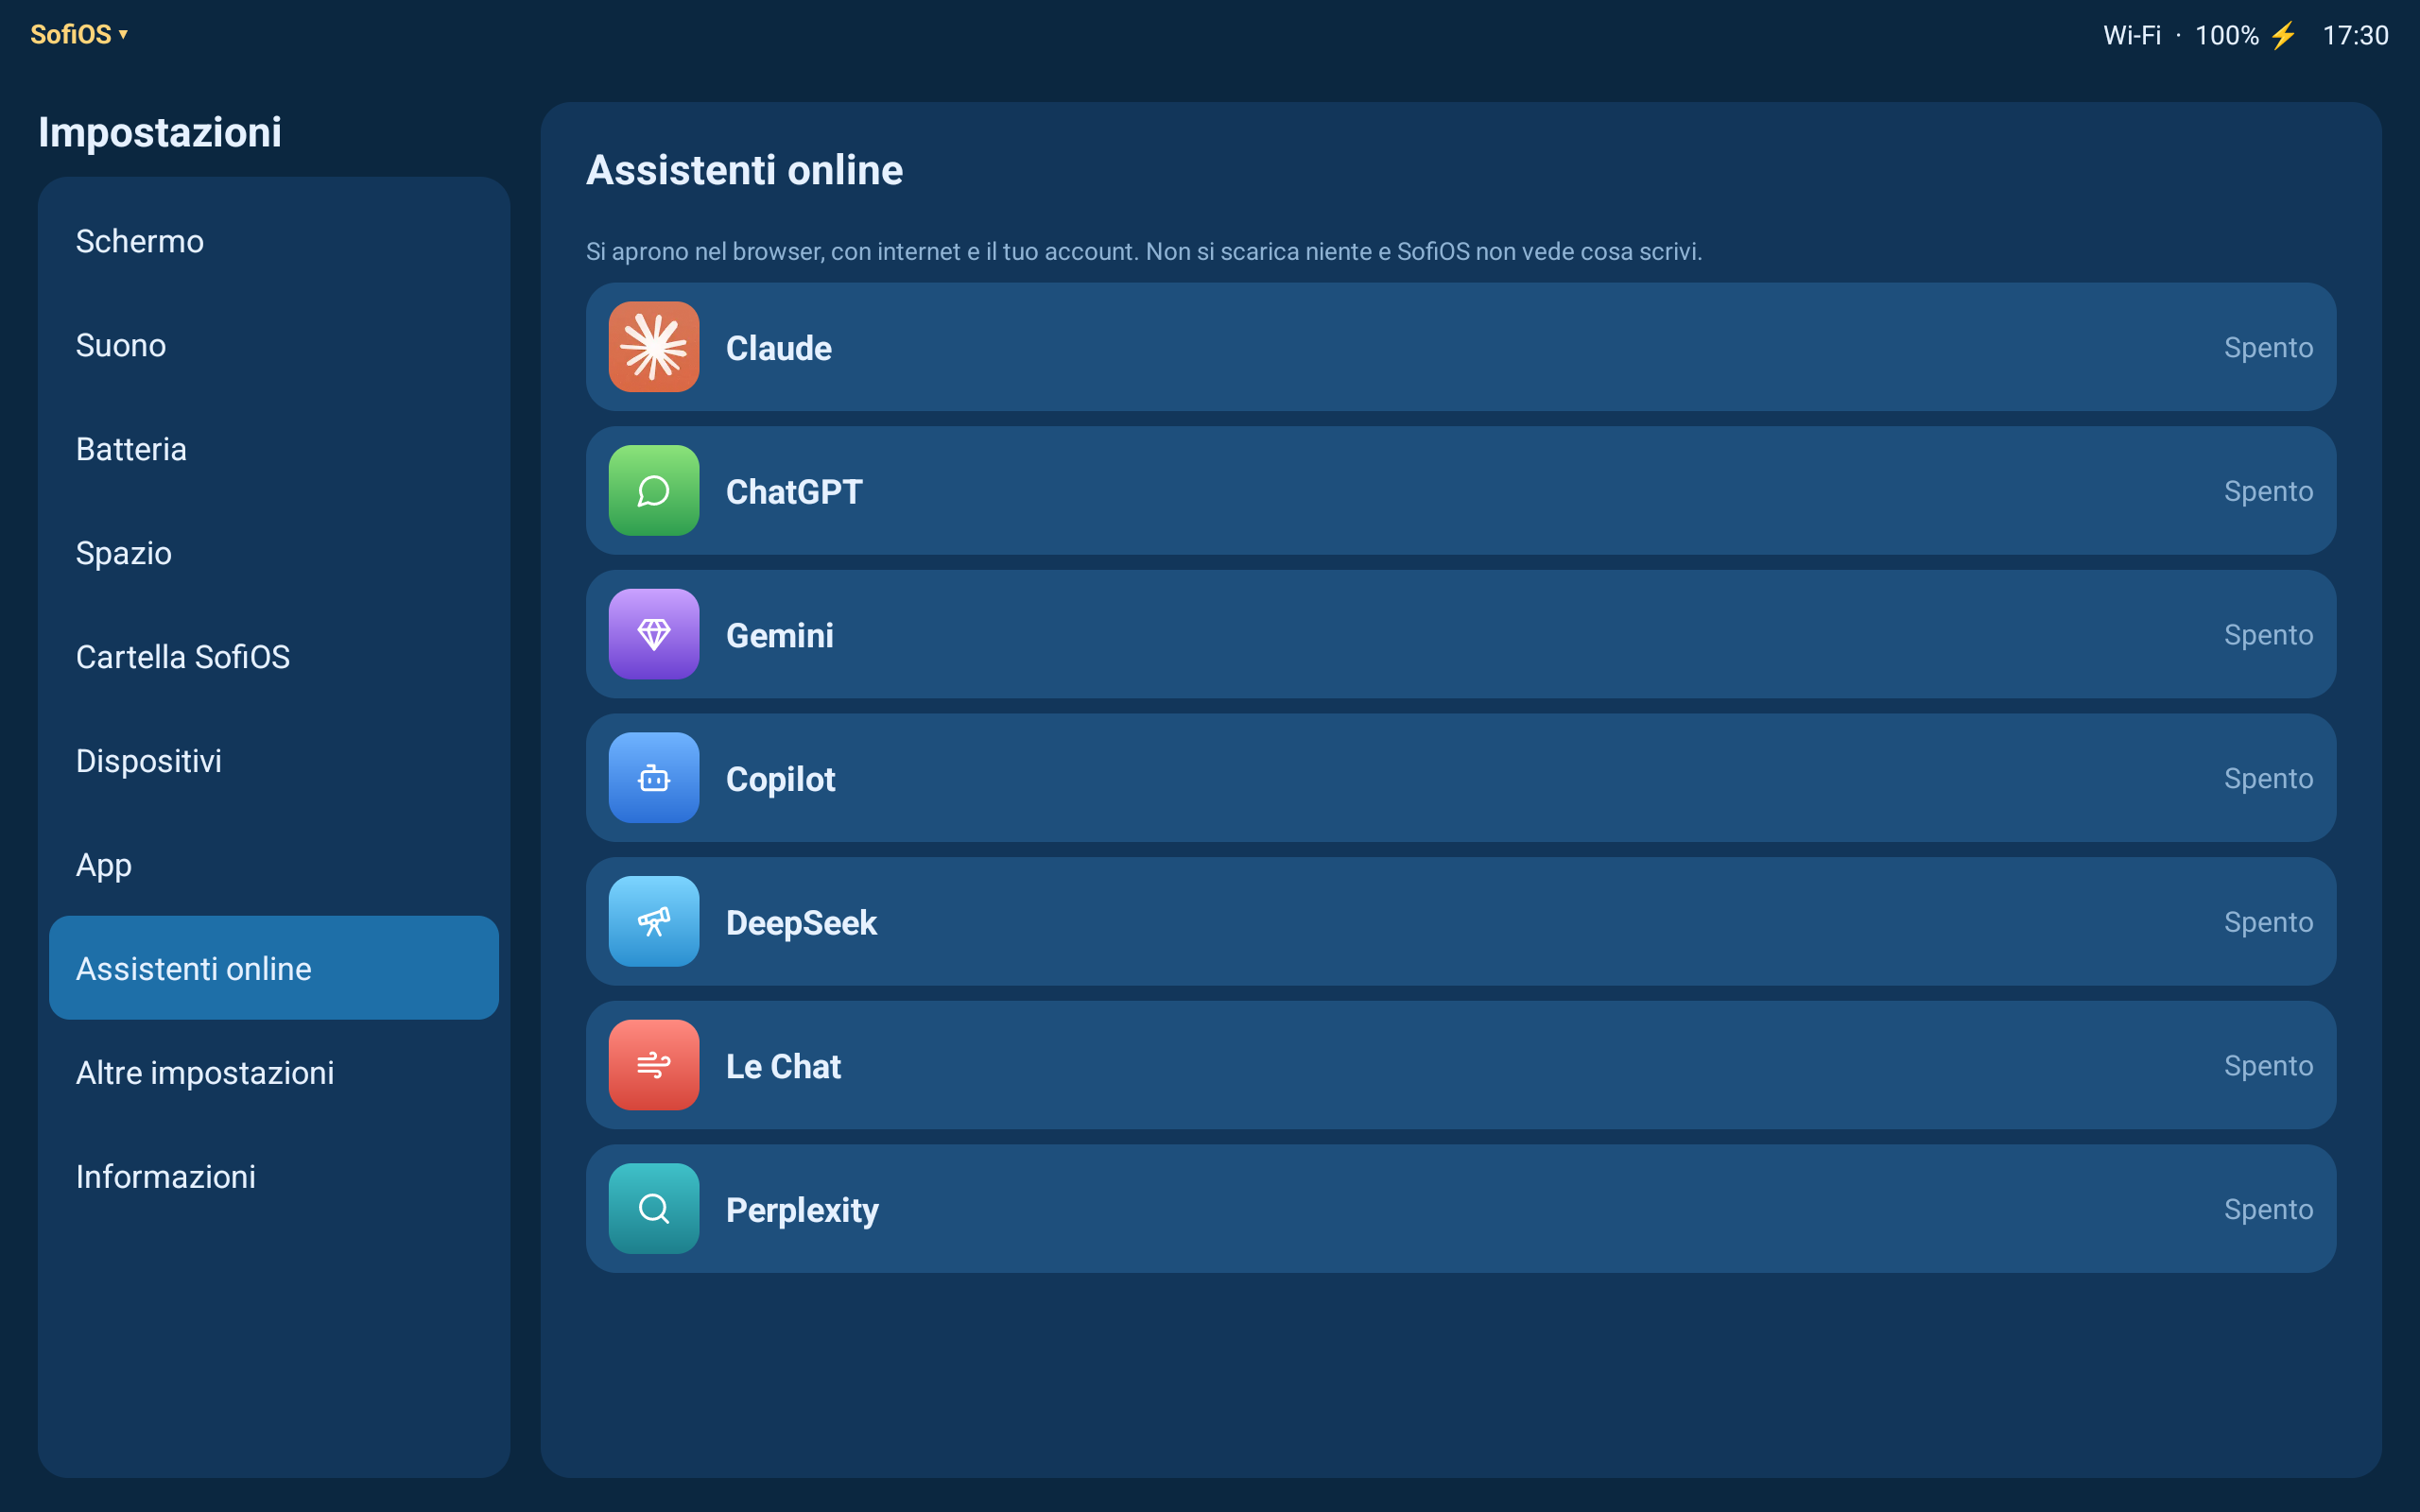 SofiOS ▾
Wi-Fi · 100% ⚡ 17:30
Impostazioni
Schermo
Suono
Batteria
Spazio
Cartella SofiOS
Dispositivi
App
Assistenti online
Altre impostazioni
Informazioni
Assistenti online
Si aprono nel browser, con internet e il tuo account. Non si scarica niente e SofiOS non vede cosa scrivi.
Claude Spento
ChatGPT Spento
Gemini Spento
Copilot Spento
DeepSeek Spento
Le Chat Spento
Perplexity Spento